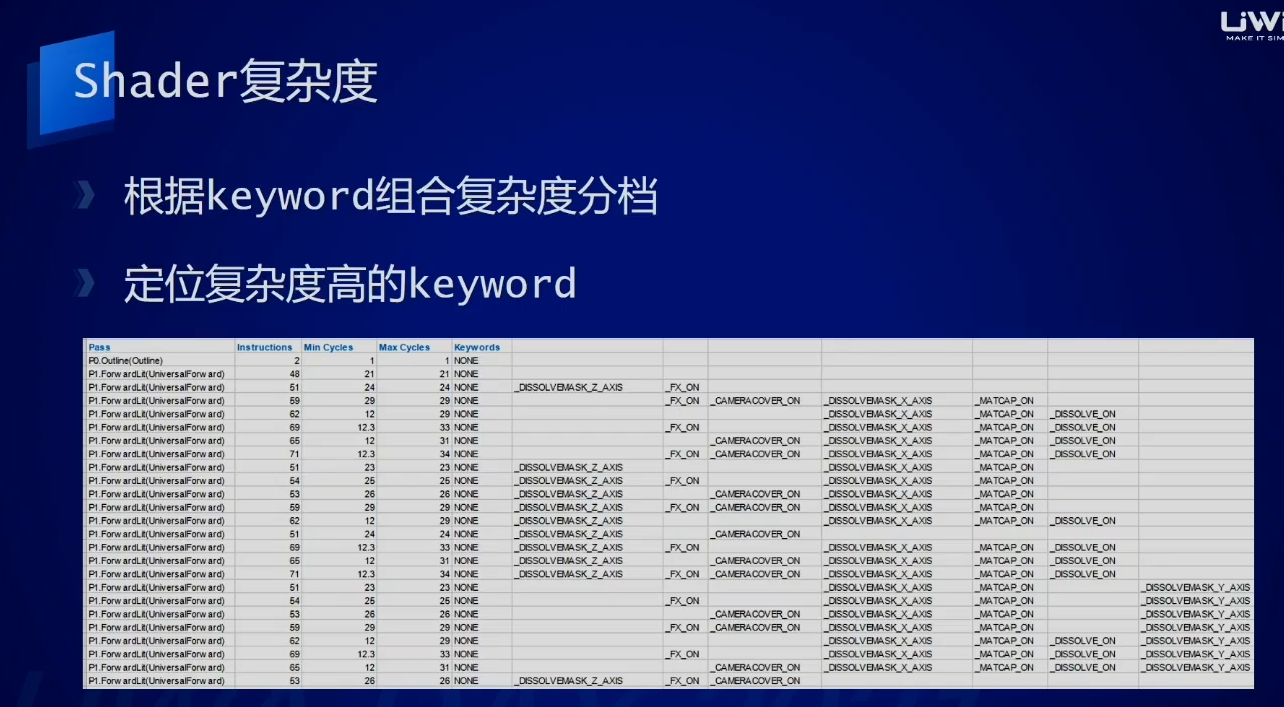 LiWi
MAKE IT SIM
Shader复杂度
根据keyword组合复杂度分档
定位复杂度高的keyword
Pass Instructions Min Cycles Max Cycles Keywords
P0.Outline(Outline) 2 1 1 NONE
P1.ForwardLit(UniversalForward) 48 21 21 NONE
P1.ForwardLit(UniversalForward) 51 24 24 NONE _DISSOLVEMASK_Z_AXIS _FX_ON
P1.ForwardLit(UniversalForward) 59 29 29 NONE _FX_ON _CAMERACOVER_ON _DISSOLVEMASK_X_AXIS _MATCAP_ON
P1.ForwardLit(UniversalForward) 62 12 29 NONE _DISSOLVEMASK_X_AXIS _MATCAP_ON _DISSOLVE_ON
P1.ForwardLit(UniversalForward) 69 12.3 33 NONE _FX_ON _DISSOLVEMASK_X_AXIS _MATCAP_ON _DISSOLVE_ON
P1.ForwardLit(UniversalForward) 65 12 31 NONE _CAMERACOVER_ON _DISSOLVEMASK_X_AXIS _MATCAP_ON _DISSOLVE_ON
P1.ForwardLit(UniversalForward) 71 12.3 34 NONE _FX_ON _CAMERACOVER_ON _DISSOLVEMASK_X_AXIS _MATCAP_ON _DISSOLVE_ON
P1.ForwardLit(UniversalForward) 51 23 23 NONE _DISSOLVEMASK_Z_AXIS _DISSOLVEMASK_X_AXIS _MATCAP_ON
P1.ForwardLit(UniversalForward) 54 25 25 NONE _DISSOLVEMASK_Z_AXIS _FX_ON _DISSOLVEMASK_X_AXIS _MATCAP_ON
P1.ForwardLit(UniversalForward) 53 26 26 NONE _DISSOLVEMASK_Z_AXIS _CAMERACOVER_ON _DISSOLVEMASK_X_AXIS _MATCAP_ON
P1.ForwardLit(UniversalForward) 59 29 29 NONE _DISSOLVEMASK_Z_AXIS _FX_ON _CAMERACOVER_ON _DISSOLVEMASK_X_AXIS _MATCAP_ON
P1.ForwardLit(UniversalForward) 62 12 29 NONE _DISSOLVEMASK_Z_AXIS _DISSOLVEMASK_X_AXIS _MATCAP_ON _DISSOLVE_ON
P1.ForwardLit(UniversalForward) 51 24 24 NONE _DISSOLVEMASK_Z_AXIS _CAMERACOVER_ON
P1.ForwardLit(UniversalForward) 69 12.3 33 NONE _DISSOLVEMASK_Z_AXIS _FX_ON _DISSOLVEMASK_X_AXIS _MATCAP_ON _DISSOLVE_ON
P1.ForwardLit(UniversalForward) 65 12 31 NONE _DISSOLVEMASK_Z_AXIS _CAMERACOVER_ON _DISSOLVEMASK_X_AXIS _MATCAP_ON _DISSOLVE_ON
P1.ForwardLit(UniversalForward) 71 12.3 34 NONE _DISSOLVEMASK_Z_AXIS _FX_ON _CAMERACOVER_ON _DISSOLVEMASK_X_AXIS _MATCAP_ON _DISSOLVE_ON
P1.ForwardLit(UniversalForward) 51 23 23 NONE _DISSOLVEMASK_X_AXIS _MATCAP_ON _DISSOLVEMASK_Y_AXIS
P1.ForwardLit(UniversalForward) 54 25 25 NONE _FX_ON _DISSOLVEMASK_X_AXIS _MATCAP_ON _DISSOLVEMASK_Y_AXIS
P1.ForwardLit(UniversalForward) 53 26 26 NONE _CAMERACOVER_ON _DISSOLVEMASK_X_AXIS _MATCAP_ON _DISSOLVEMASK_Y_AXIS
P1.ForwardLit(UniversalForward) 59 29 29 NONE _FX_ON _CAMERACOVER_ON _DISSOLVEMASK_X_AXIS _MATCAP_ON _DISSOLVEMASK_Y_AXIS
P1.ForwardLit(UniversalForward) 62 12 29 NONE _DISSOLVEMASK_X_AXIS _MATCAP_ON _DISSOLVE_ON _DISSOLVEMASK_Y_AXIS
P1.ForwardLit(UniversalForward) 69 12.3 33 NONE _FX_ON _DISSOLVEMASK_X_AXIS _MATCAP_ON _DISSOLVE_ON _DISSOLVEMASK_Y_AXIS
P1.ForwardLit(UniversalForward) 65 12 31 NONE _CAMERACOVER_ON _DISSOLVEMASK_X_AXIS _MATCAP_ON _DISSOLVE_ON _DISSOLVEMASK_Y_AXIS
P1.ForwardLit(UniversalForward) 53 26 26 NONE _DISSOLVEMASK_Z_AXIS _FX_ON _CAMERACOVER_ON